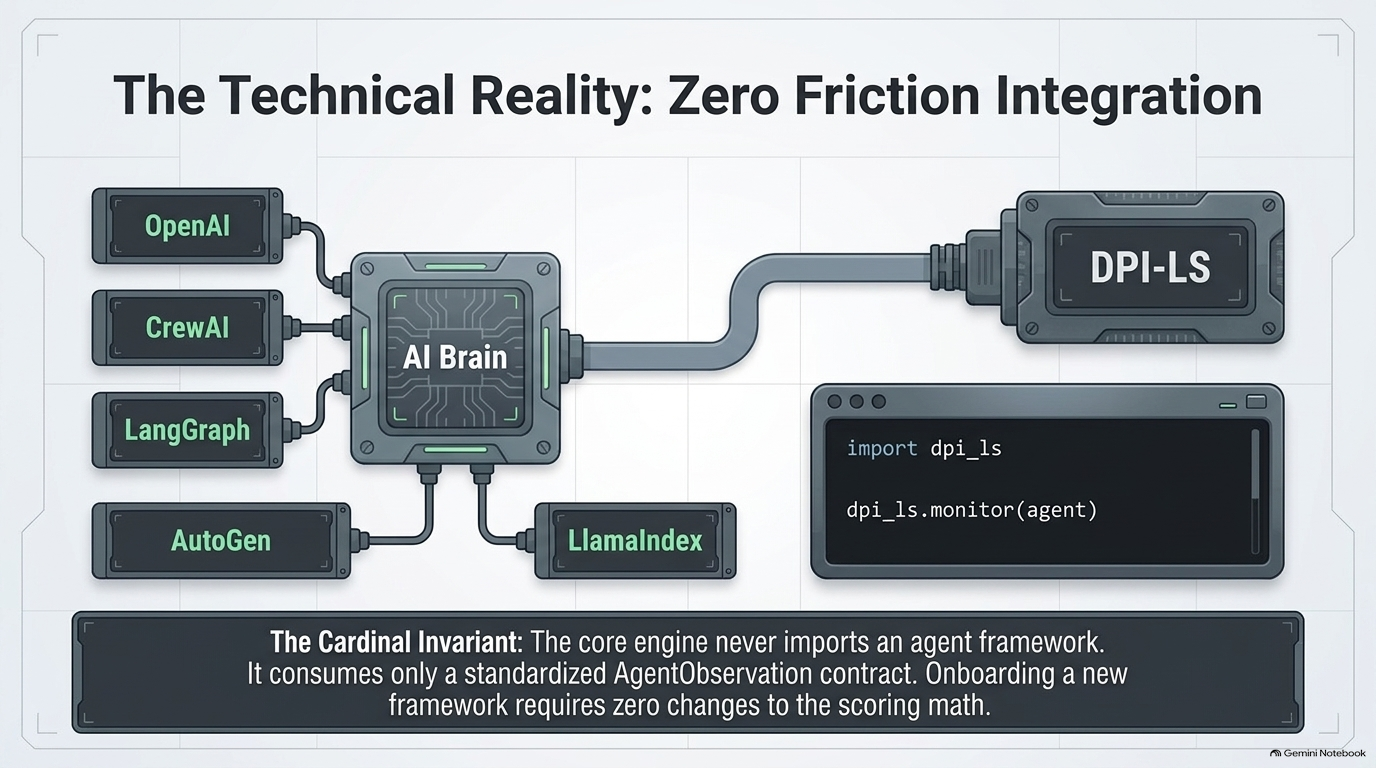 The Technical Reality: Zero Friction Integration
OpenAI
CrewAI
LangGraph
AutoGen
LlamaIndex
AI Brain
DPI-LS
import dpi_ls
dpi_ls.monitor(agent)
The Cardinal Invariant: The core engine never imports an agent framework.
It consumes only a standardized AgentObservation contract. Onboarding a new
framework requires zero changes to the scoring math.
Gemini Notebook